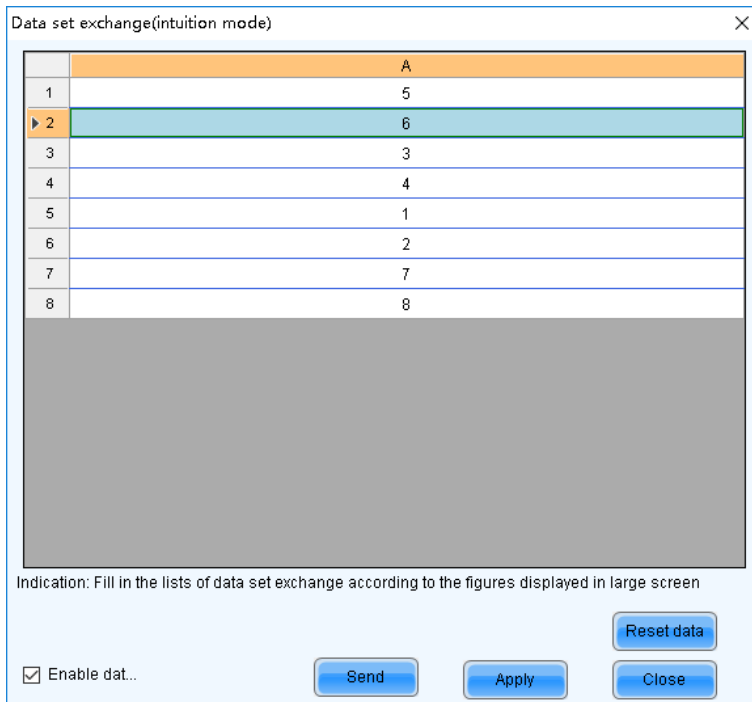 Data set exchange(intuition mode)
A
1 5
2 6
3 3
4 4
5 1
6 2
7 7
8 8
Indication: Fill in the lists of data set exchange according to the figures displayed in large screen
Reset data
Enable dat... Send Apply Close